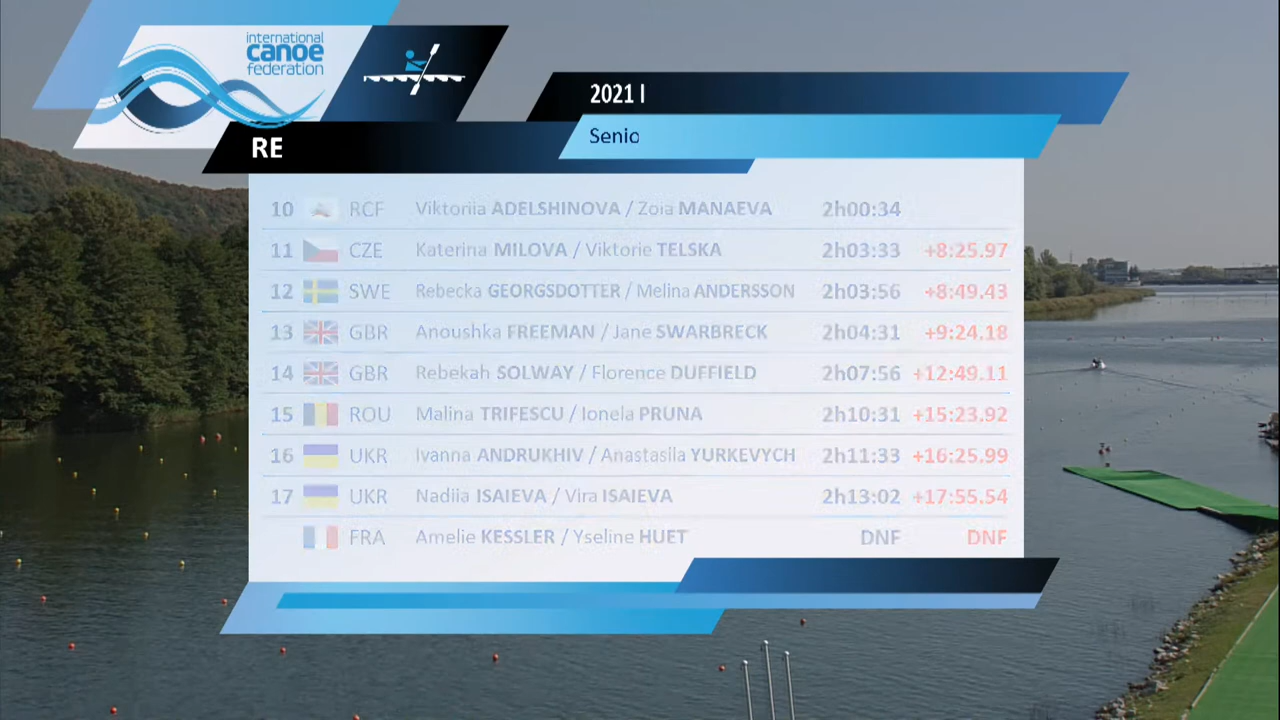 international
canoe
federation
2021 I
Senio
RE
10 RCF Viktoriia ADELSHINOVA / Zoia MANAEVA 2h00:34
11 CZE Katerina MILOVA / Viktorie TELSKA 2h03:33 +8:25.97
12 SWE Rebecka GEORGSDOTTER / Melina ANDERSSON 2h03:56 +8:49.43
13 GBR Anoushka FREEMAN / Jane SWARBRECK 2h04:31 +9:24.18
14 GBR Rebekah SOLWAY / Florence DUFFIELD 2h07:56 +12:49.11
15 ROU Malina TRIFESCU / Ionela PRUNA 2h10:31 +15:23.92
16 UKR Ivanna ANDRUKHIV / Anastasiia YURKEVYCH 2h11:33 +16:25.99
17 UKR Nadiia ISAIEVA / Vira ISAIEVA 2h13:02 +17:55.54
FRA Amelie KESSLER / Yseline HUET DNF DNF